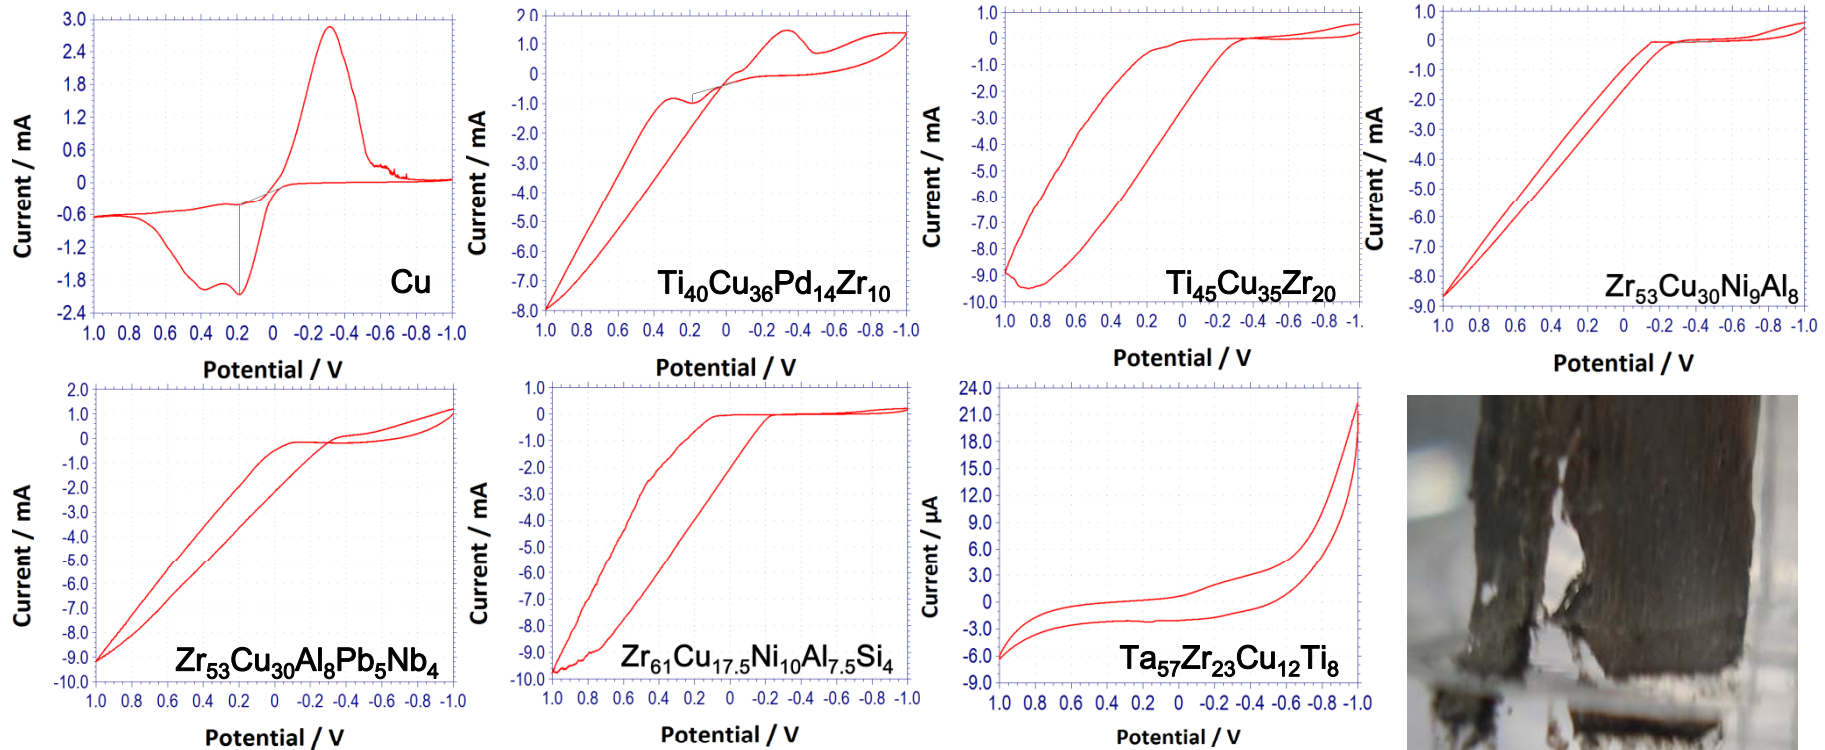 3.0
2.4
1.8
1.2
0.6
0
-0.6
-1.2
-1.8
-2.4
1.0 0.8 0.6 0.4 0.2 0 -0.2 -0.4 -0.6 -0.8 -1.0
Current / mA
Potential / V
Cu
2.0
1.0
0
-1.0
-2.0
-3.0
-4.0
-5.0
-6.0
-7.0
-8.0
1.0 0.8 0.6 0.4 0.2 0 -0.2 -0.4 -0.6 -0.8 -1.0
Current / mA
Potential / V
Ti40Cu36Pd14Zr10
1.0
0
-1.0
-2.0
-3.0
-4.0
-5.0
-6.0
-7.0
-8.0
-9.0
-10.0
1.0 0.8 0.6 0.4 0.2 0 -0.2 -0.4 -0.6 -0.8 -1.
Current / mA
Potential / V
Ti45Cu35Zr20
1.0
0
-1.0
-2.0
-3.0
-4.0
-5.0
-6.0
-7.0
-8.0
-9.0
1.0 0.8 0.6 0.4 0.2 0 -0.2 -0.4 -0.6 -0.8 -1.0
Current / mA
Potential / V
Zr53Cu30Ni9Al8
2.0
1.0
0
-1.0
-2.0
-3.0
-4.0
-5.0
-6.0
-7.0
-8.0
-9.0
-10.0
1.0 0.8 0.6 0.4 0.2 0 -0.2 -0.4 -0.6 -0.8 -1.0
Current / mA
Potential / V
Zr53Cu30Al8Pb5Nb4
1.0
0
-1.0
-2.0
-3.0
-4.0
-5.0
-6.0
-7.0
-8.0
-9.0
-10.0
1.0 0.8 0.6 0.4 0.2 0 -0.2 -0.4 -0.6 -0.8 -1.0
Current / mA
Potential / V
Zr61Cu17.5Ni10Al7.5Si4
24.0
21.0
18.0
15.0
12.0
9.0
6.0
3.0
0
-3.0
-6.0
-9.0
1.0 0.8 0.6 0.4 0.2 0 -0.2 -0.4 -0.6 -0.8 -1.0
Current / µA
Potential / V
Ta57Zr23Cu12Ti8